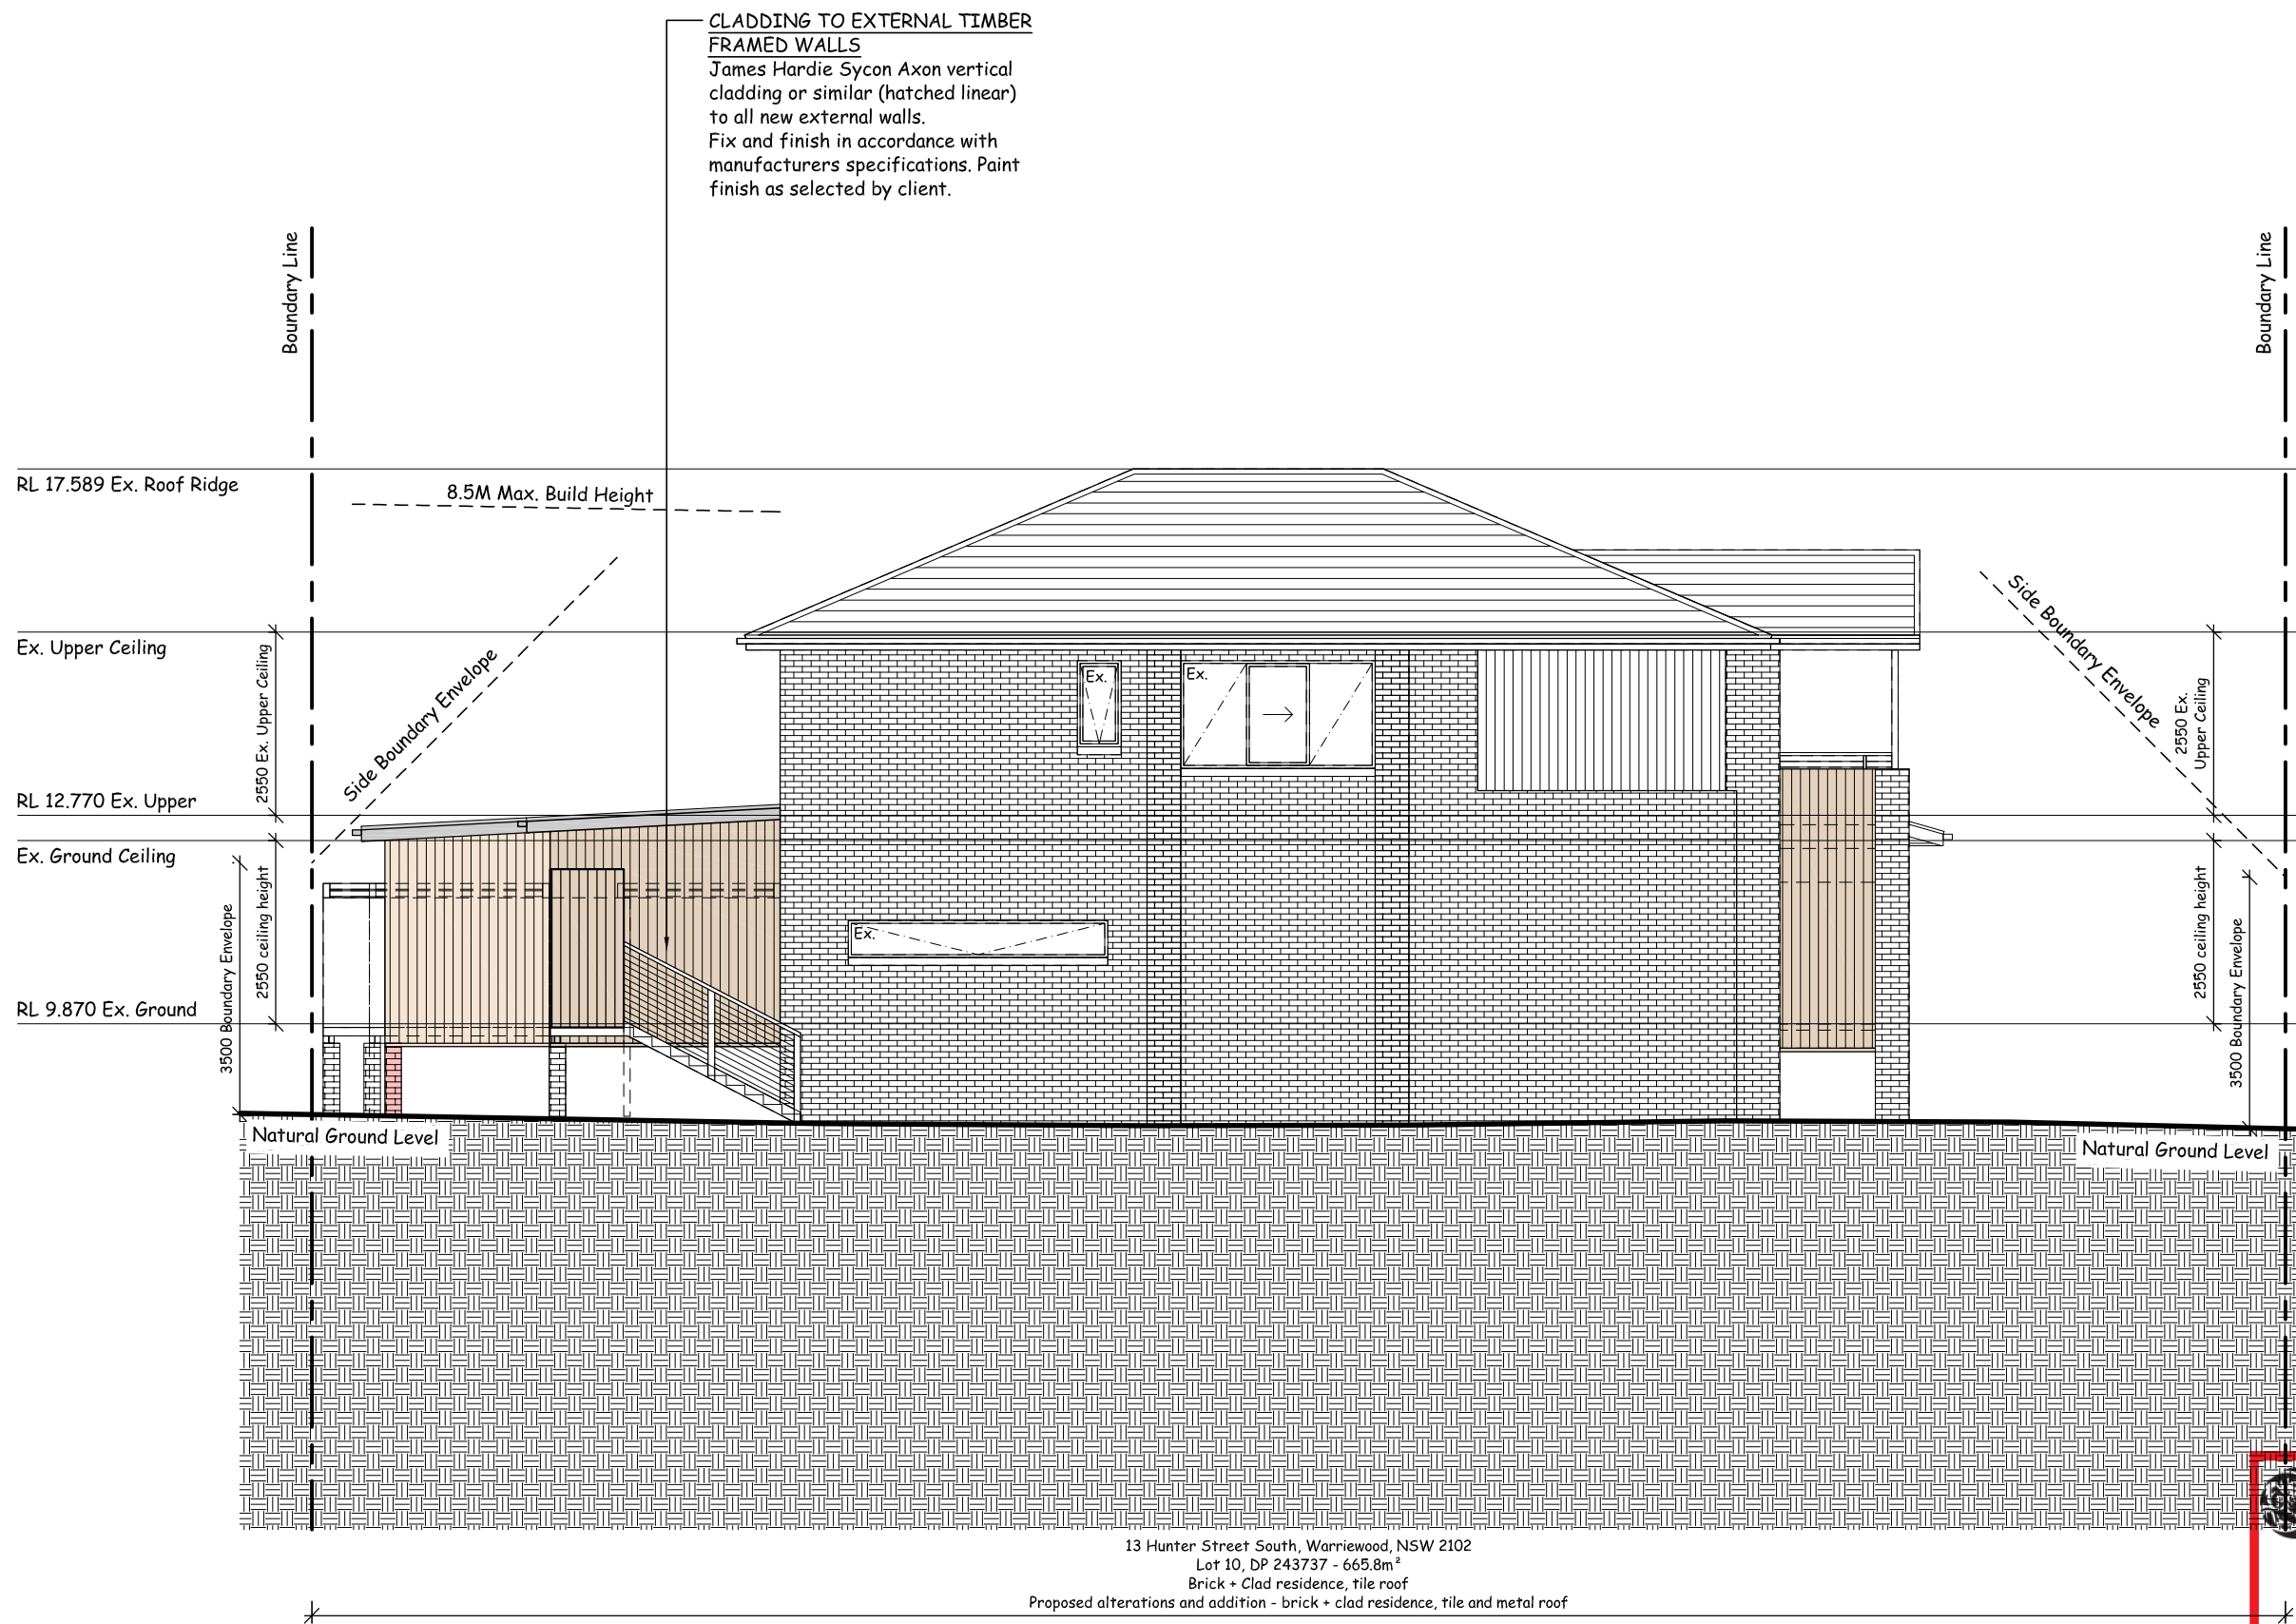 CLADDING TO EXTERNAL TIMBER
FRAMED WALLS
James Hardie Sycon Axon vertical
cladding or similar (hatched linear)
to all new external walls.
Fix and finish in accordance with
manufacturers specifications. Paint
finish as selected by client.
Boundary Line
Boundary Line
RL 17.589 Ex. Roof Ridge
8.5M Max. Build Height
Ex. Upper Ceiling
2550 Ex. Upper Ceiling
Side Boundary Envelope
Side Boundary Envelope
2550 Ex.
Upper Ceiling
Ex.
Ex.
RL 12.770 Ex. Upper
Ex. Ground Ceiling
3500 Boundary Envelope
2550 ceiling height
Ex.
2550 ceiling height
3500 Boundary Envelope
RL 9.870 Ex. Ground
Natural Ground Level
Natural Ground Level
13 Hunter Street South, Warriewood, NSW 2102
Lot 10, DP 243737 - 665.8m²
Brick + Clad residence, tile roof
Proposed alterations and addition - brick + clad residence, tile and metal roof